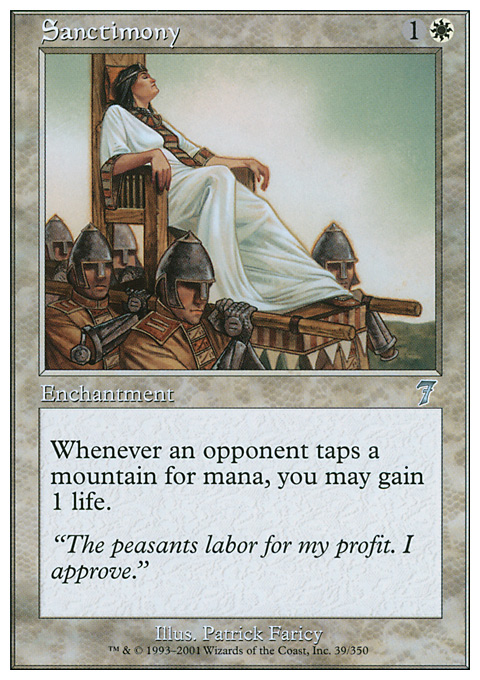 Sanctimony 1
Enchantment 7
Whenever an opponent taps a
mountain for mana, you may gain
1 life.
“The peasants labor for my profit. I
approve.”
Illus. Patrick Faricy
™ & © 1993–2001 Wizards of the Coast, Inc. 39/350